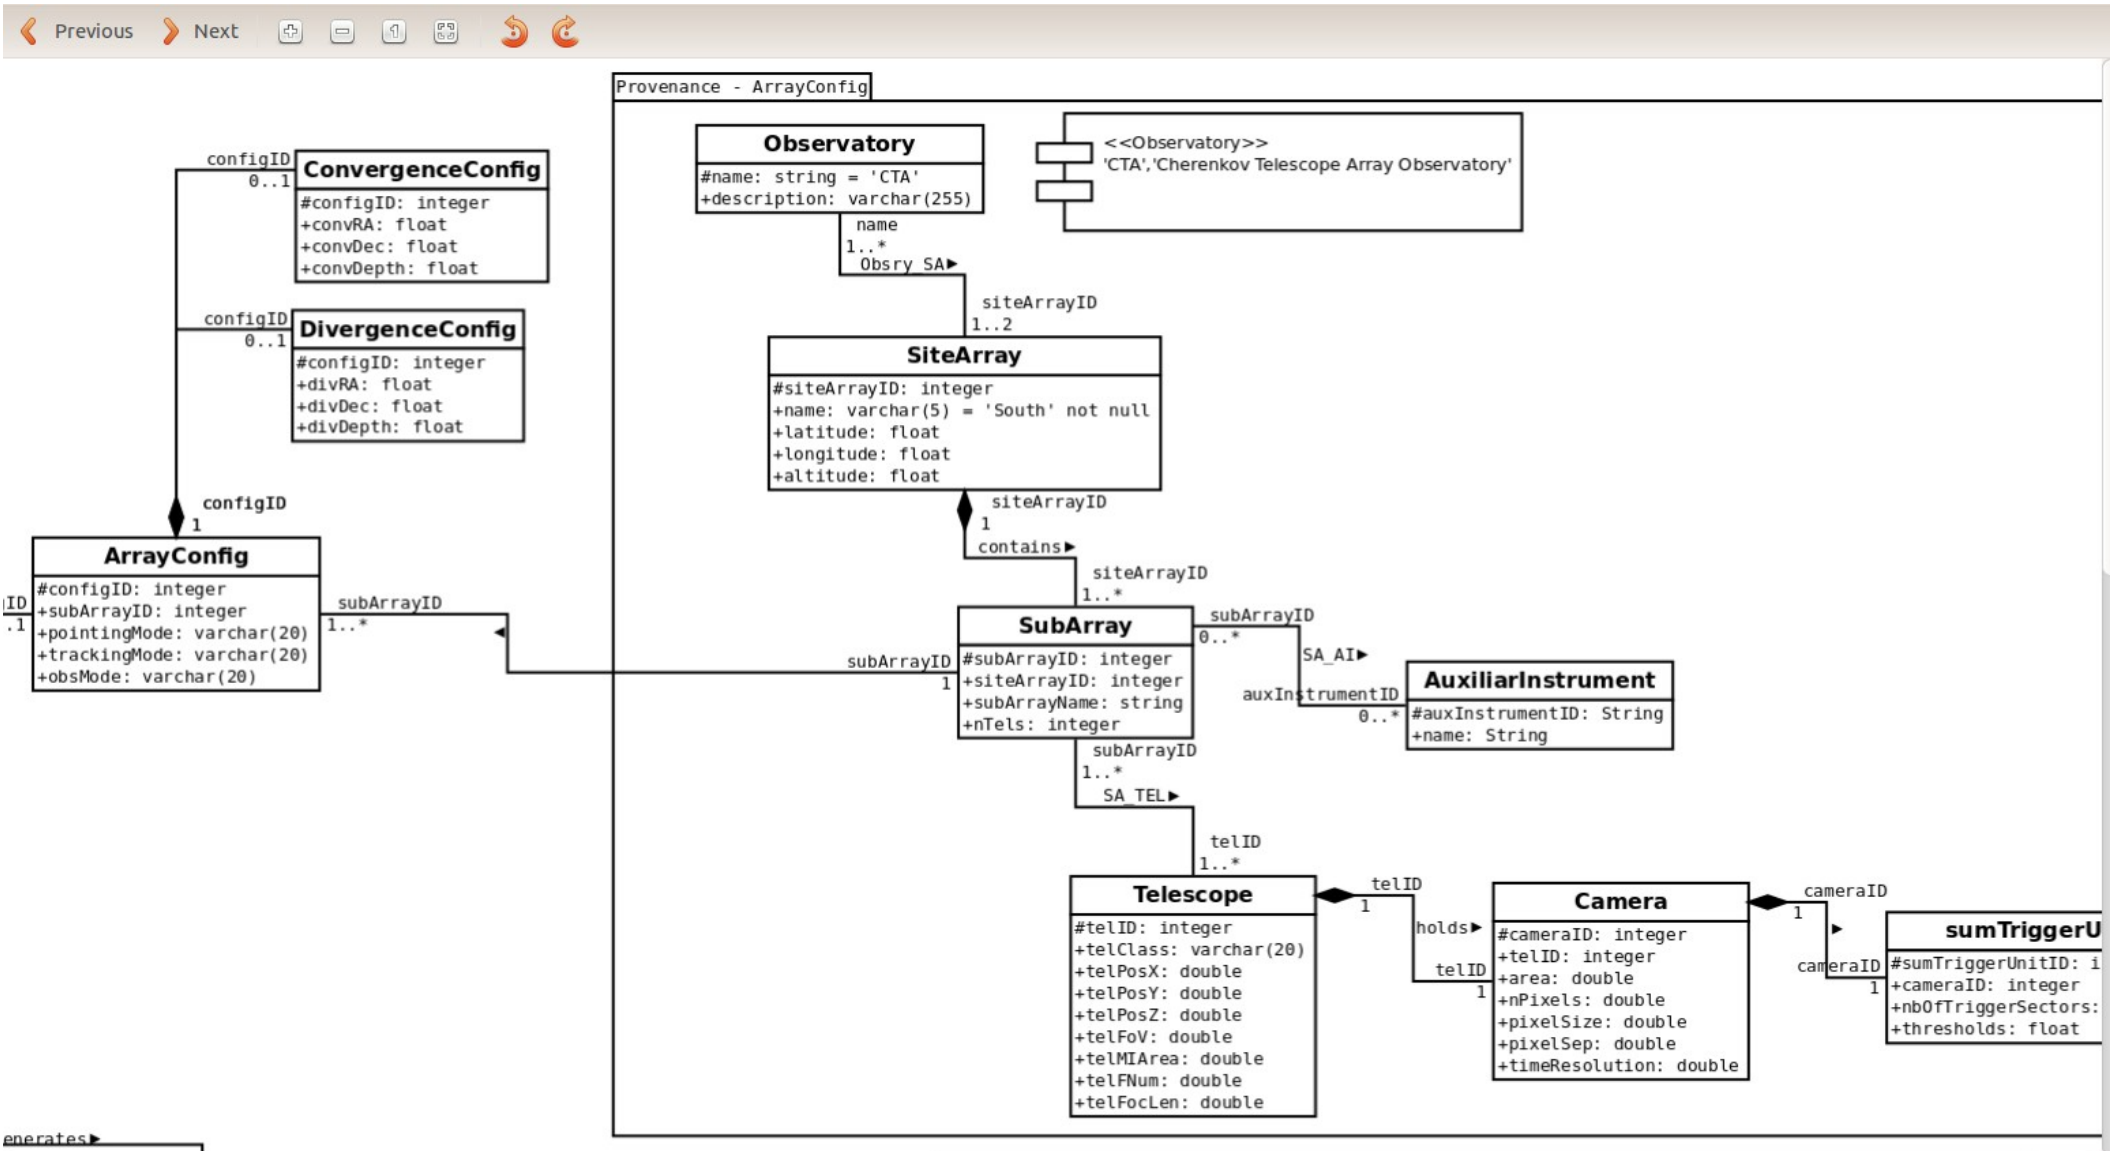 Previous Next
Provenance - ArrayConfig
Observatory
#name: string = 'CTA'
+description: varchar(255)
<<Observatory>>
'CTA','Cherenkov Telescope Array Observatory'
name
1..*
Obsry_SA►
siteArrayID
1..2
configID
0..1
ConvergenceConfig
#configID: integer
+convRA: float
+convDec: float
+convDepth: float
configID
0..1
DivergenceConfig
#configID: integer
+divRA: float
+divDec: float
+divDepth: float
SiteArray
#siteArrayID: integer
+name: varchar(5) = 'South' not null
+latitude: float
+longitude: float
+altitude: float
siteArrayID
1
contains►
siteArrayID
1..*
configID
1
ArrayConfig
#configID: integer
+subArrayID: integer
+pointingMode: varchar(20)
+trackingMode: varchar(20)
+obsMode: varchar(20)
ID
.1
subArrayID
1..*
◄
subArrayID
1
SubArray
#subArrayID: integer
+siteArrayID: integer
+subArrayName: string
+nTels: integer
subArrayID
0..*
SA_AI►
auxInstrumentID
0..*
AuxiliarInstrument
#auxInstrumentID: String
+name: String
subArrayID
1..*
SA_TEL►
telID
1..*
Telescope
#telID: integer
+telClass: varchar(20)
+telPosX: double
+telPosY: double
+telPosZ: double
+telFoV: double
+telMIArea: double
+telFNum: double
+telFocLen: double
telID
1
holds►
telID
1
Camera
#cameraID: integer
+telID: integer
+area: double
+nPixels: double
+pixelSize: double
+pixelSep: double
+timeResolution: double
cameraID
1
►
cameraID
1
sumTriggerU
#sumTriggerUnitID: i
+cameraID: integer
+nbOfTriggerSectors:
+thresholds: float
enerates►